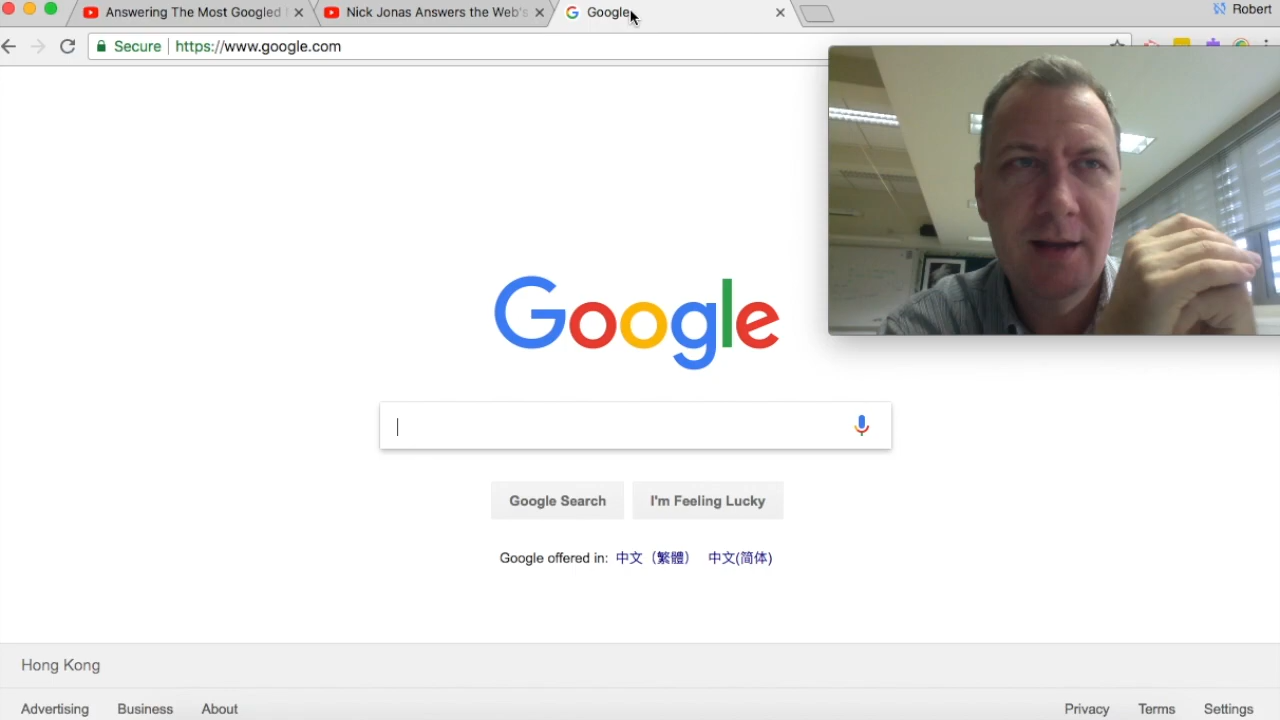 Answering The Most Googled
Nick Jonas Answers the Web's
Google
Robert
Secure
https://www.google.com
Google
Google Search
I'm Feeling Lucky
Google offered in: 中文（繁體） 中文(简体)
Hong Kong
Advertising Business About Privacy Terms Settings